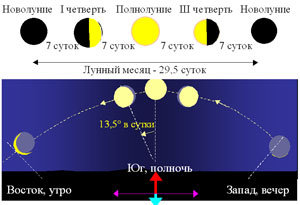 Новолуние I четверть Полнолуние III четверть Новолуние
7 суток 7 суток 7 суток 7 суток
Лунный месяц - 29,5 суток
13,5° в сутки
Юг, полночь
Восток, утро Запад, вечер